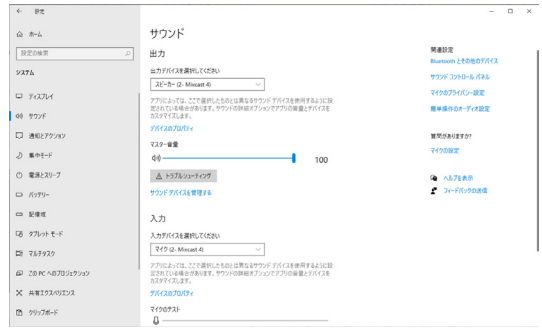 ← 設定
ホーム
設定の検索
システム
ディスプレイ
サウンド
通知とアクション
集中モード
電源とスリープ
バッテリー
記憶域
タブレット モード
マルチタスク
この PC へのプロジェクション
共有エクスペリエンス
クリップボード
サウンド
出力
出力デバイスを選択してください
スピーカー (2- Mixcast 4)
アプリによっては、ここで選択したものとは異なるサウンド デバイスを使用するように設
定されている場合があります。サウンドの詳細オプションでアプリの音量とデバイスを
カスタマイズします。
デバイスのプロパティ
マスター音量
100
トラブルシューティング
サウンド デバイスを管理する
入力
入力デバイスを選択してください
マイク (2- Mixcast 4)
アプリによっては、ここで選択したものとは異なるサウンド デバイスを使用するように設
定されている場合があります。サウンドの詳細オプションでアプリの音量とデバイスを
カスタマイズします。
デバイスのプロパティ
マイクのテスト
関連設定
Bluetooth とその他のデバイス
サウンド コントロール パネル
マイクのプライバシー設定
簡単操作のオーディオ設定
質問がありますか?
マイクの設定
ヘルプを表示
フィードバックの送信